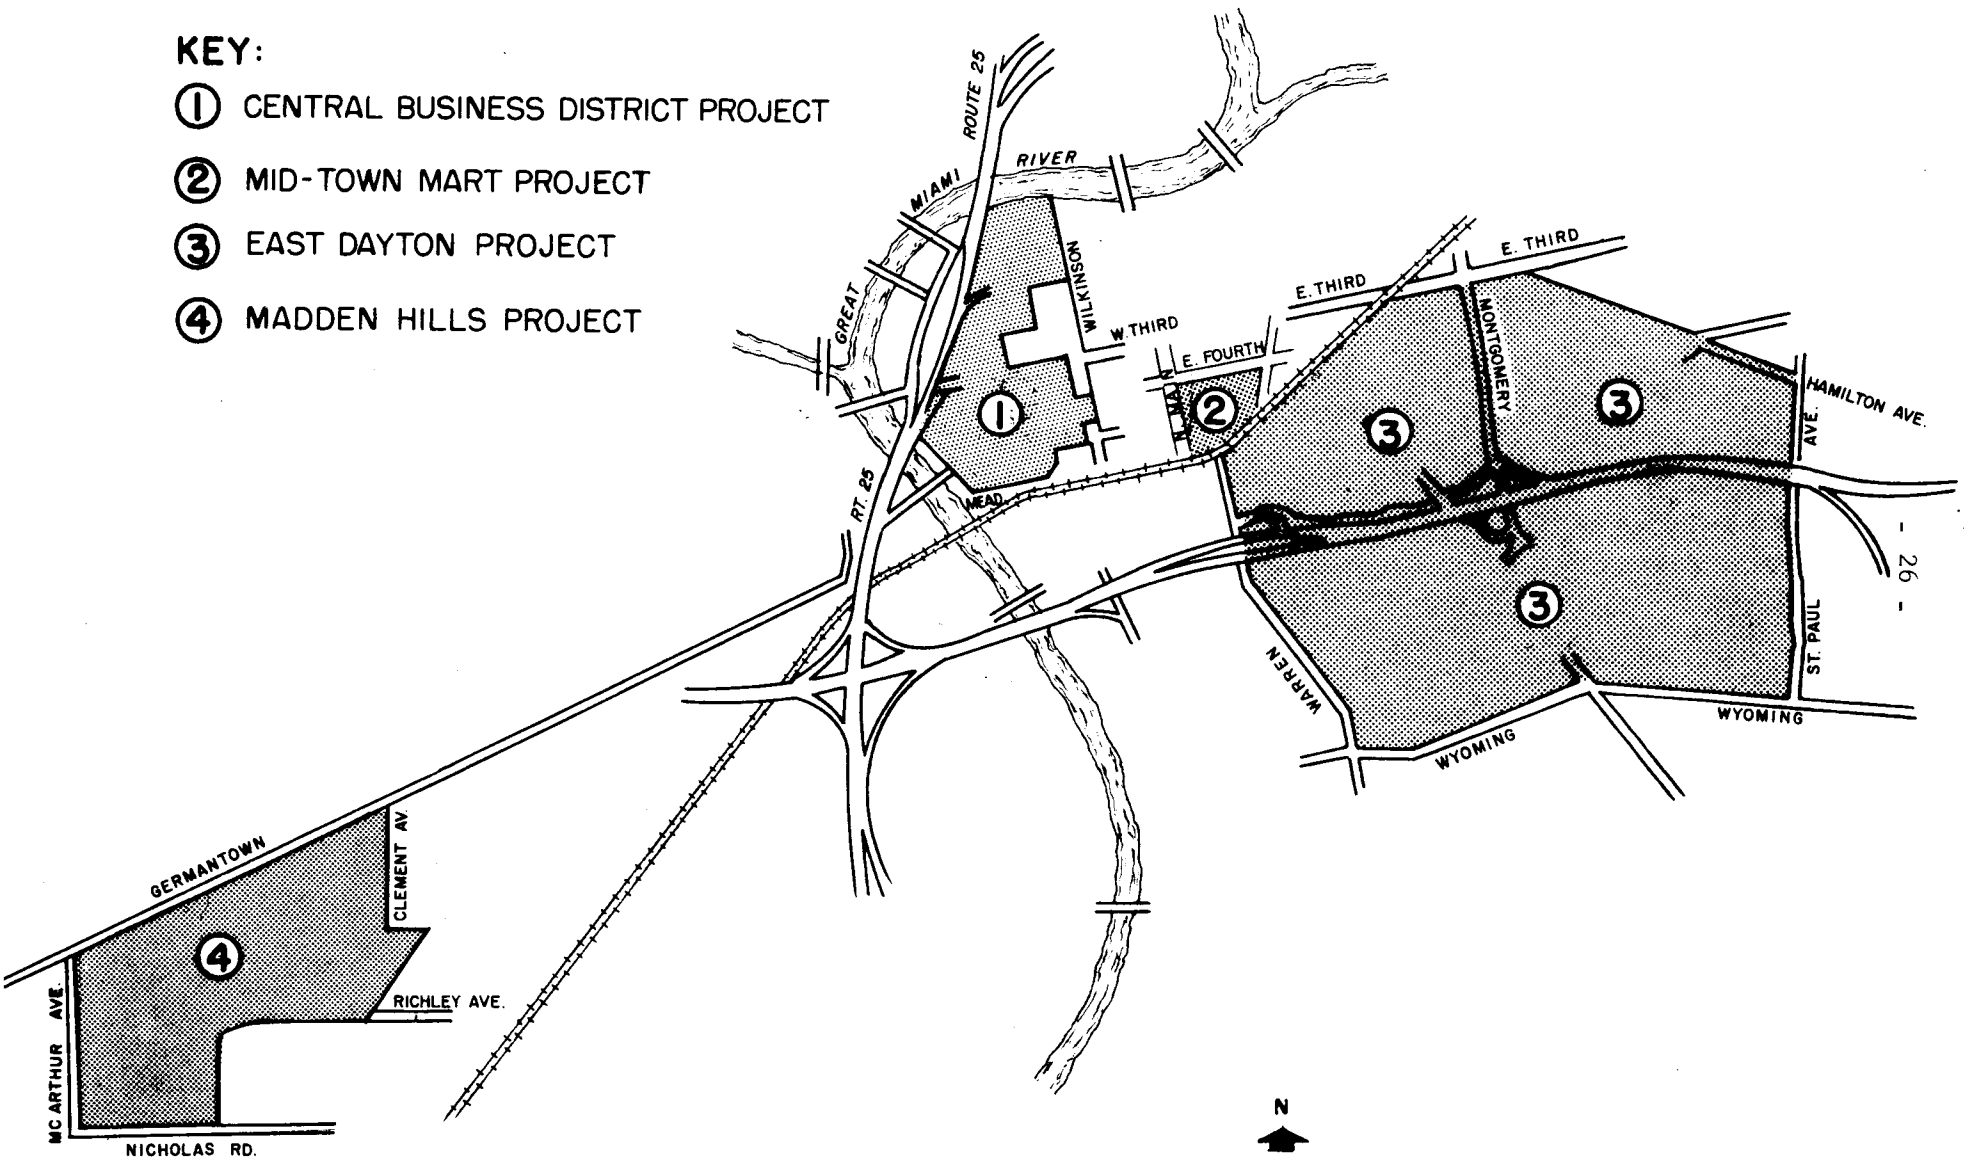 KEY:
1 CENTRAL BUSINESS DISTRICT PROJECT
2 MID-TOWN MART PROJECT
3 EAST DAYTON PROJECT
4 MADDEN HILLS PROJECT
ROUTE 25
GREAT MIAMI RIVER
WILKINSON
W. THIRD
E. FOURTH
E. THIRD
E. THIRD
MONTGOMERY
HAMILTON AVE.
ST. PAUL AVE.
1
2
3
3
3
RT. 25
MEAD
WARREN
WYOMING
WYOMING
- 26 -
GERMANTOWN
CLEMENT AV.
4
RICHLEY AVE.
MC ARTHUR AVE.
NICHOLAS RD.
N